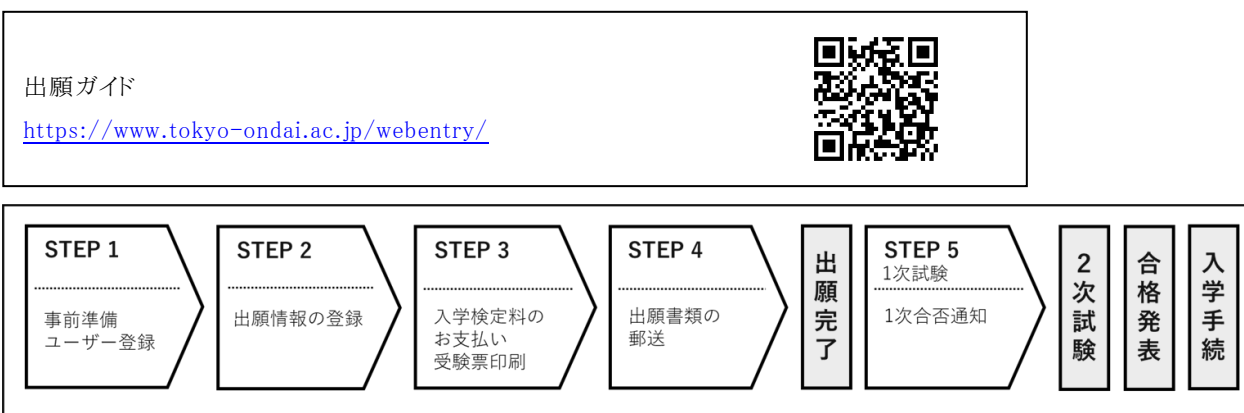 出願ガイド
https://www.tokyo-ondai.ac.jp/webentry/
STEP 1
事前準備
ユーザー登録
STEP 2
出願情報の登録
STEP 3
入学検定料の
お支払い
受験票印刷
STEP 4
出願書類の
郵送
出願完了
STEP 5
1次試験
1次合否通知
2次試験
合格発表
入学手続